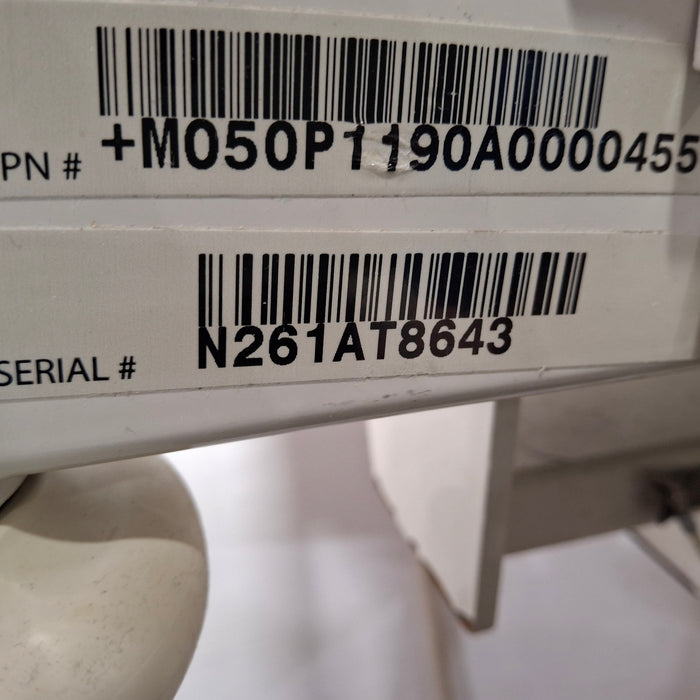 PN # +M050P1190A0000455
SERIAL # N261AT8643